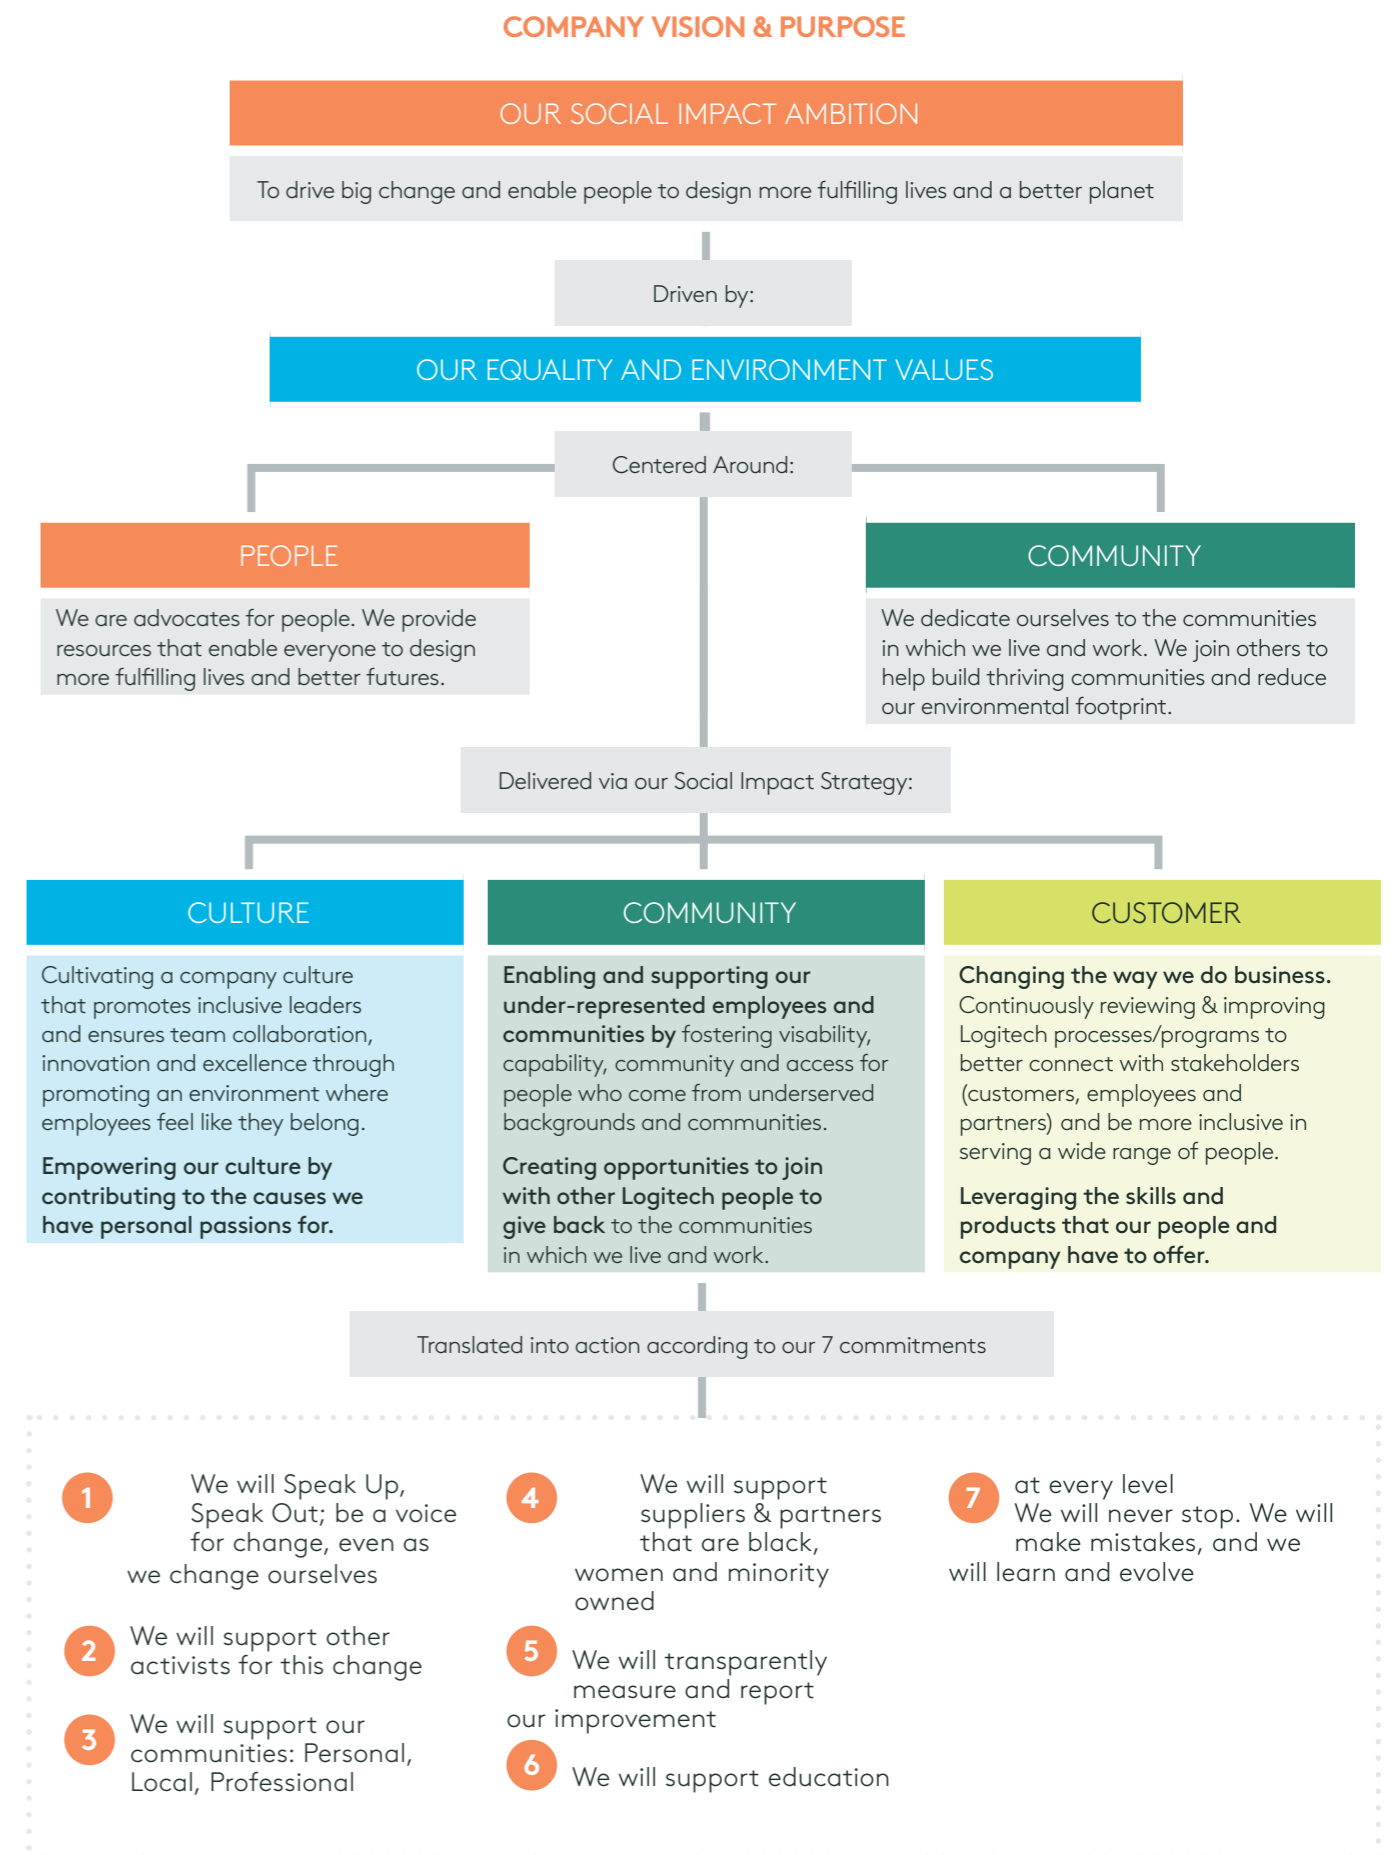 COMPANY VISION & PURPOSE
OUR SOCIAL IMPACT AMBITION
To drive big change and enable people to design more fulfilling lives and a better planet
Driven by:
OUR EQUALITY AND ENVIRONMENT VALUES
Centered Around:
PEOPLE
We are advocates for people. We provide
resources that enable everyone to design
more fulfilling lives and better futures.
COMMUNITY
We dedicate ourselves to the communities
in which we live and work. We join others to
help build thriving communities and reduce
our environmental footprint.
Delivered via our Social Impact Strategy:
CULTURE
Cultivating a company culture
that promotes inclusive leaders
and ensures team collaboration,
innovation and excellence through
promoting an environment where
employees feel like they belong.
Empowering our culture by
contributing to the causes we
have personal passions for.
COMMUNITY
Enabling and supporting our
under-represented employees and
communities by fostering visability,
capability, community and access for
people who come from underserved
backgrounds and communities.
Creating opportunities to join
with other Logitech people to
give back to the communities
in which we live and work.
CUSTOMER
Changing the way we do business.
Continuously reviewing & improving
Logitech processes/programs to
better connect with stakeholders
(customers, employees and
partners) and be more inclusive in
serving a wide range of people.
Leveraging the skills and
products that our people and
company have to offer.
Translated into action according to our 7 commitments
1 We will Speak Up,
Speak Out; be a voice
for change, even as
we change ourselves
2 We will support other
activists for this change
3 We will support our
communities: Personal,
Local, Professional
4 We will support
suppliers & partners
that are black,
women and minority
owned
5 We will transparently
measure and report
our improvement
6 We will support education
7 at every level
We will never stop. We will
make mistakes, and we
will learn and evolve